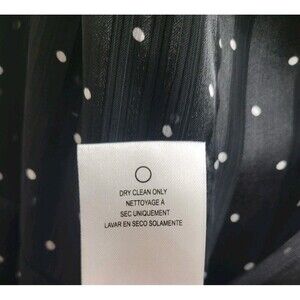 DRY CLEAN ONLY
NETTOYAGE À
SEC UNIQUEMENT
LAVAR EN SECO SOLAMENTE